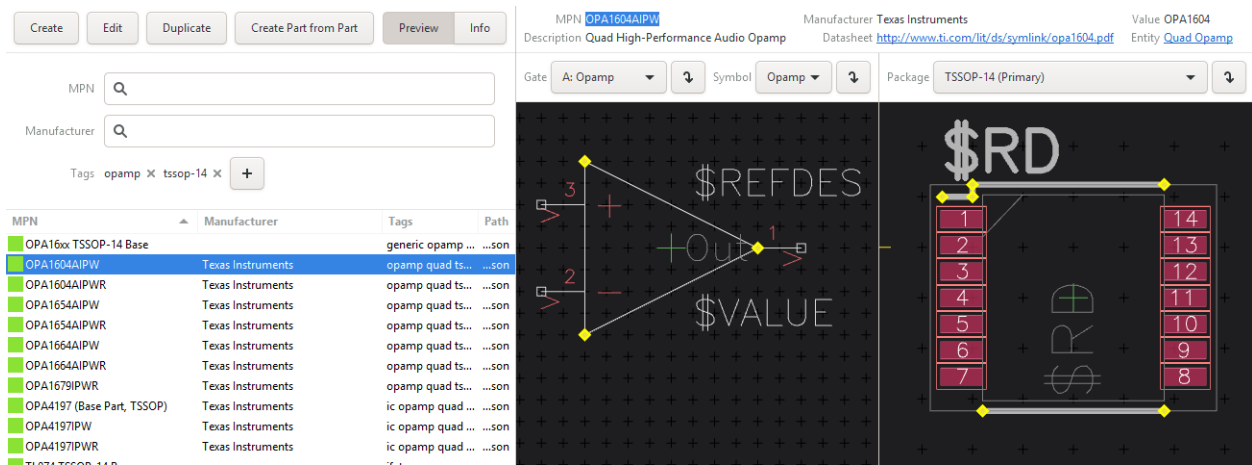 Create Edit Duplicate Create Part from Part Preview Info
MPN
Manufacturer
Tags opamp × tssop-14 × +
MPN Manufacturer Tags Path
OPA16xx TSSOP-14 Base generic opamp ... ...son
OPA1604AIPW Texas Instruments opamp quad ts... ...son
OPA1604AIPWR Texas Instruments opamp quad ts... ...son
OPA1654AIPW Texas Instruments opamp quad ts... ...son
OPA1654AIPWR Texas Instruments opamp quad ts... ...son
OPA1664AIPW Texas Instruments opamp quad ts... ...son
OPA1664AIPWR Texas Instruments opamp quad ts... ...son
OPA1679IPWR Texas Instruments opamp quad ts... ...son
OPA4197 (Base Part, TSSOP) Texas Instruments ic opamp quad ... ...son
OPA4197IPW Texas Instruments ic opamp quad ... ...son
OPA4197IPWR Texas Instruments ic opamp quad ... ...son
MPN OPA1604AIPW Manufacturer Texas Instruments Value OPA1604
Description Quad High-Performance Audio Opamp Datasheet http://www.ti.com/lit/ds/symlink/opa1604.pdf Entity Quad Opamp
Gate A: Opamp Symbol Opamp Package TSSOP-14 (Primary)
$REFDES
3 +
Out 1
2 −
$VALUE
$RD
1 14
2 13
3 12
4 11
5 10
6 9
7 8
$RD